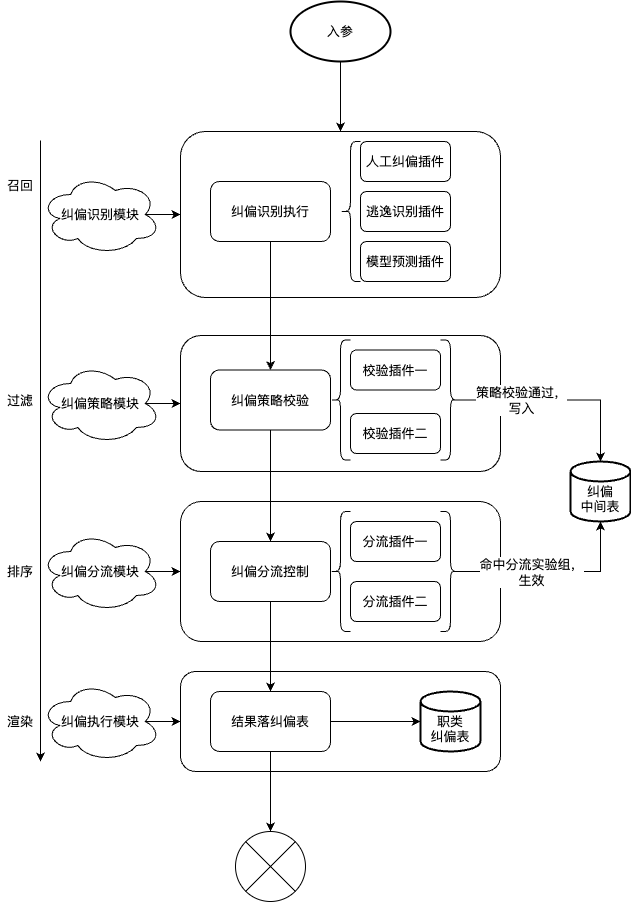 入参
召回
纠偏识别模块
纠偏识别执行
人工纠偏插件
逃逸识别插件
模型预测插件
过滤
纠偏策略模块
纠偏策略校验
校验插件一
校验插件二
策略校验通过，
写入
纠偏
中间表
排序
纠偏分流模块
纠偏分流控制
分流插件一
分流插件二
命中分流实验组，
生效
渲染
纠偏执行模块
结果落纠偏表
职类
纠偏表